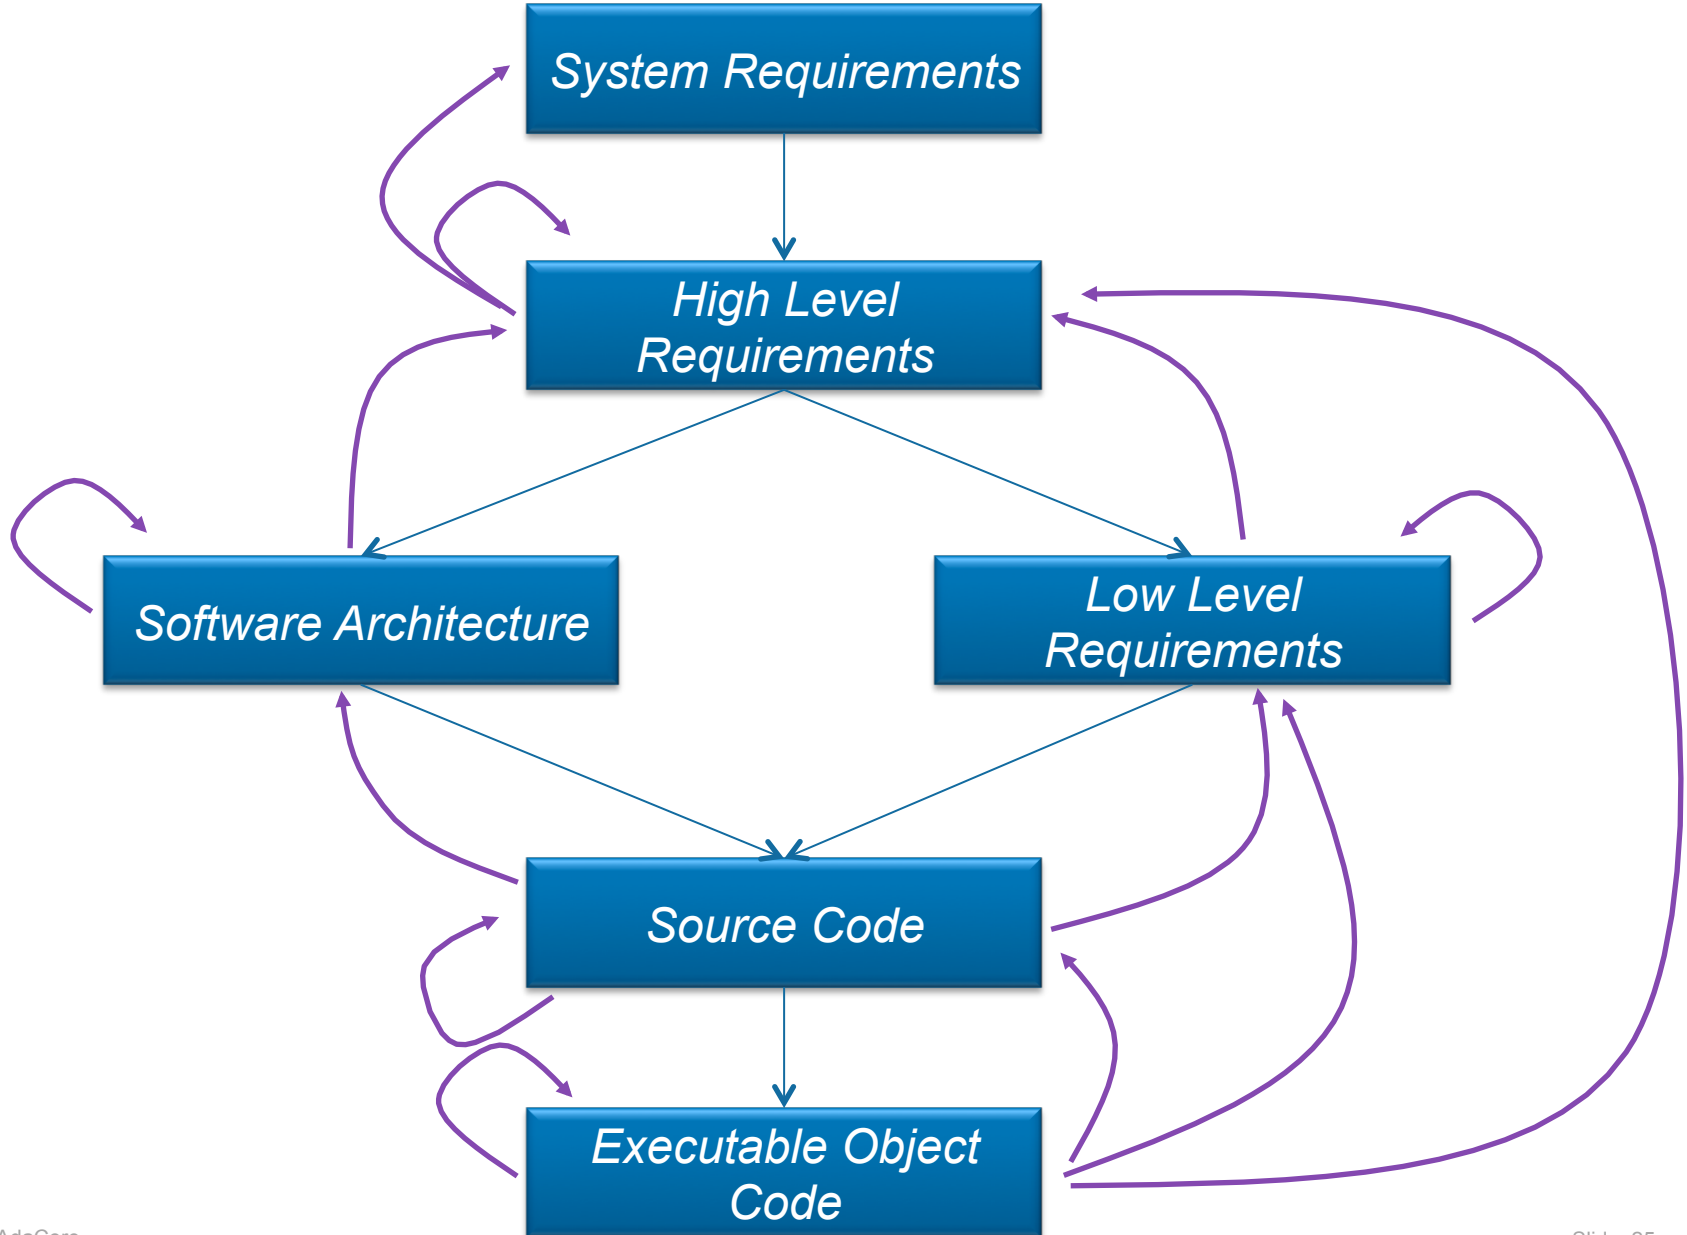 System Requirements
High Level
Requirements
Software Architecture
Low Level
Requirements
Source Code
Executable Object
Code